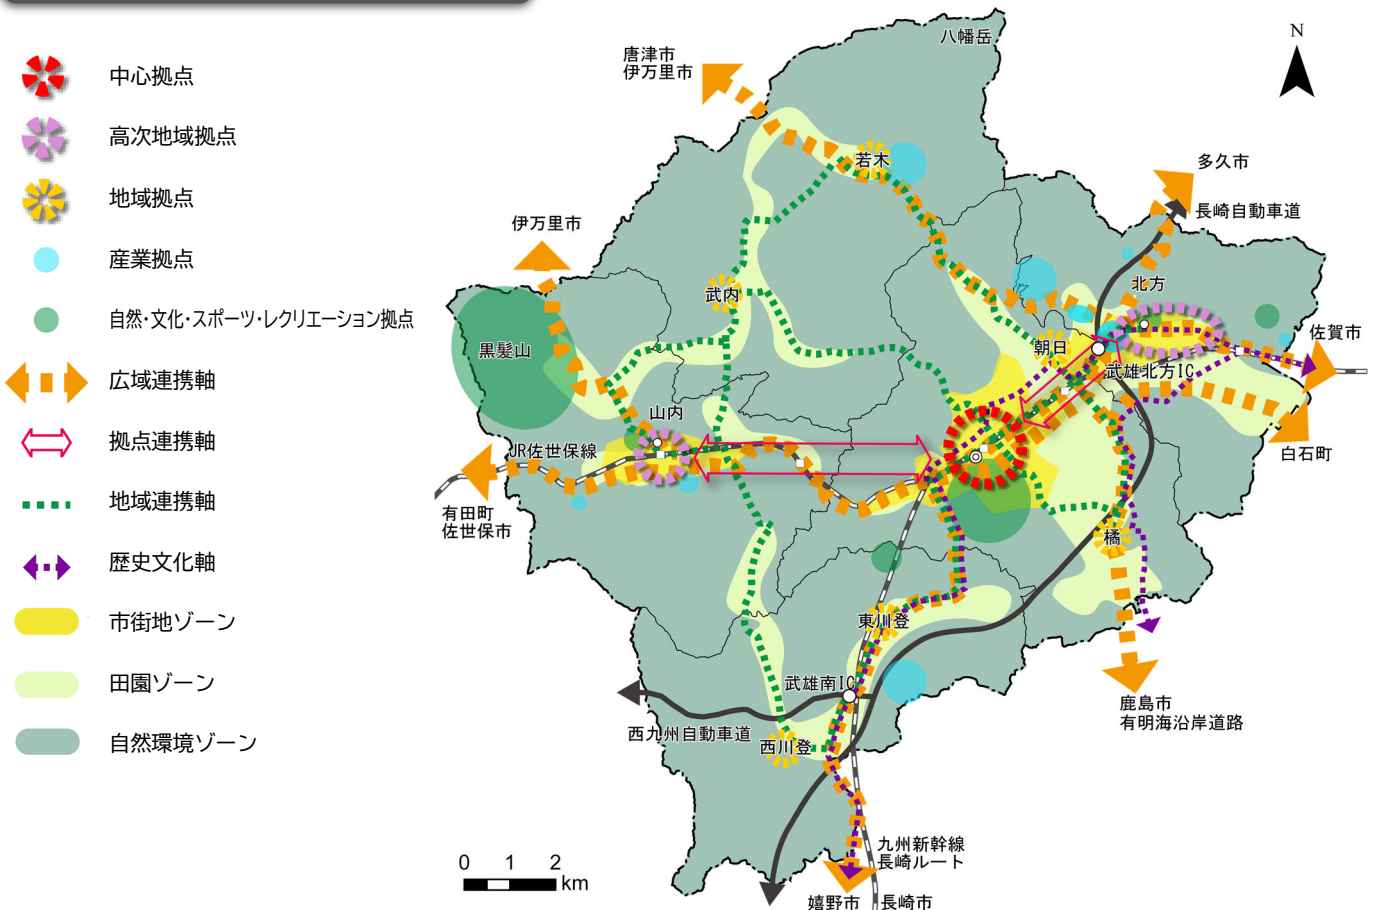 中心拠点
高次地域拠点
地域拠点
産業拠点
自然・文化・スポーツ・レクリエーション拠点
広域連携軸
拠点連携軸
地域連携軸
歴史文化軸
市街地ゾーン
田園ゾーン
自然環境ゾーン
八幡岳
N
唐津市
伊万里市
若木
多久市
長崎自動車道
伊万里市
武内
北方
佐賀市
朝日
武雄北方IC
黒髪山
山内
JR佐世保線
白石町
有田町
佐世保市
橘
東川登
武雄南IC
鹿島市
有明海沿岸道路
西九州自動車道
西川登
九州新幹線
長崎ルート
0 1 2
km
嬉野市
長崎市